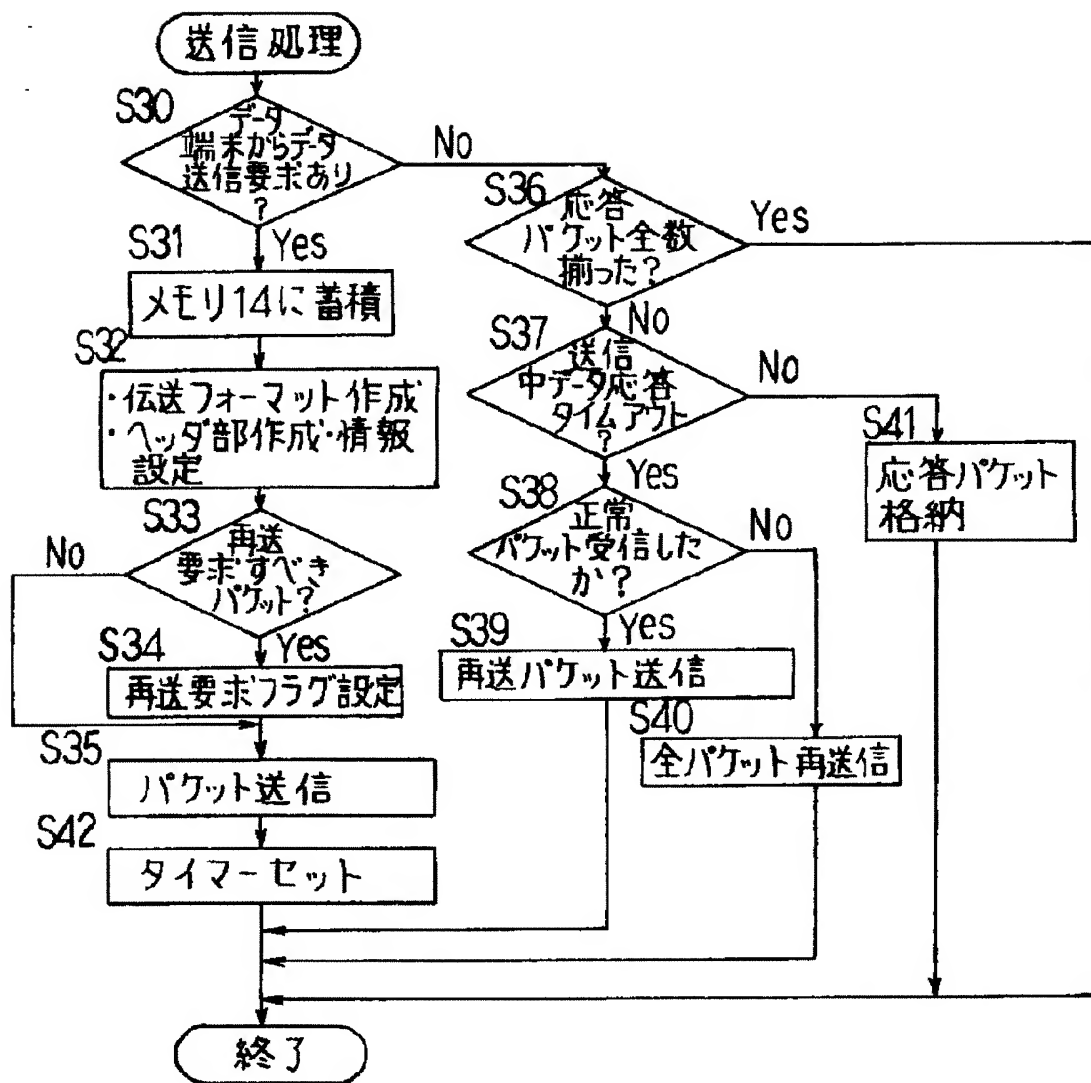 送信処理
S30
データ
端末からデータ
送信要求あり
?
No
Yes
S31
メモリ14に蓄積
S32
・伝送フォーマット作成
・ヘッダ部作成・情報
設定
S33
再送
要求すべき
パケット?
No
Yes
S34
再送要求フラグ設定
S35
パケット送信
S42
タイマーセット
S36
応答
パケット全数
揃った?
Yes
No
S37
送信
中データ応答
タイムアウト
?
No
Yes
S38
正常
パケット受信した
か?
No
Yes
S39
再送パケット送信
S40
全パケット再送信
S41
応答パケット
格納
終了